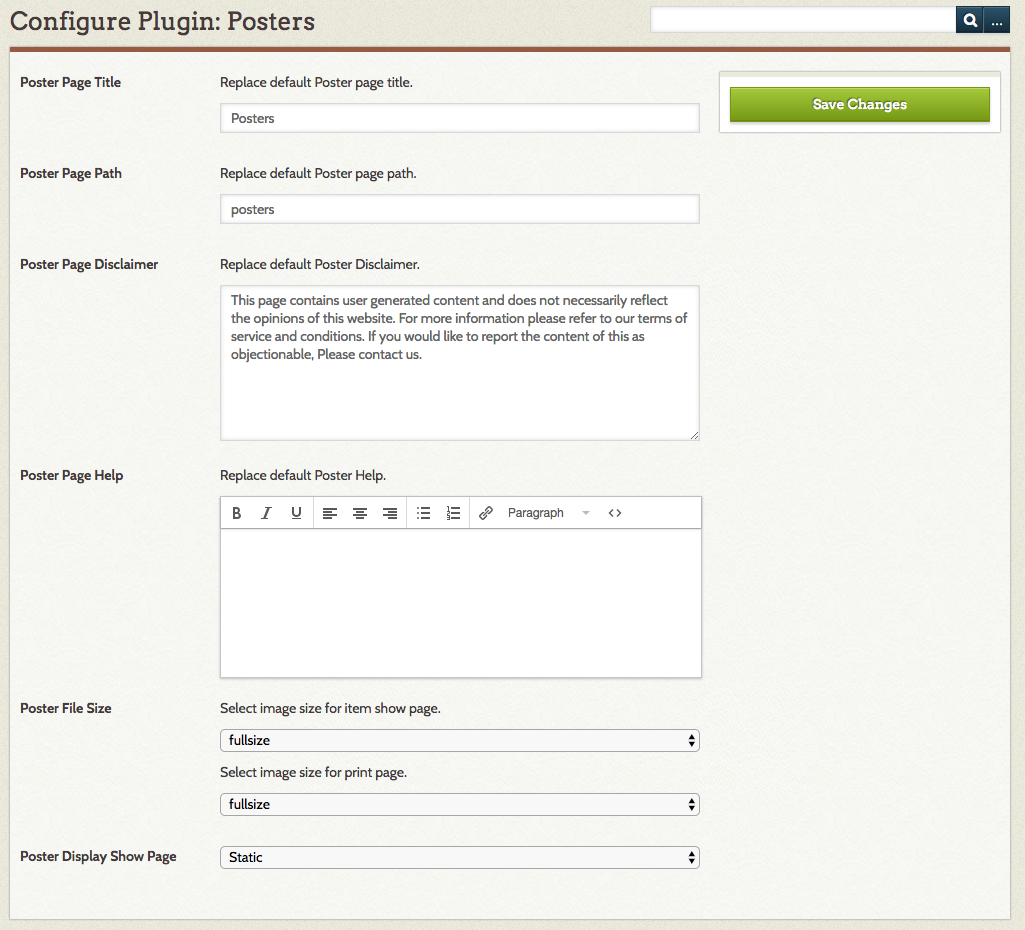 Configure Plugin: Posters
...
Poster Page Title
Replace default Poster page title.
Posters
Save Changes
Poster Page Path
Replace default Poster page path.
posters
Poster Page Disclaimer
Replace default Poster Disclaimer.
This page contains user generated content and does not necessarily reflect
the opinions of this website. For more information please refer to our terms of
service and conditions. If you would like to report the content of this as
objectionable, Please contact us.
Poster Page Help
Replace default Poster Help.
B I U Paragraph <>
Poster File Size
Select image size for item show page.
fullsize
Select image size for print page.
fullsize
Poster Display Show Page
Static